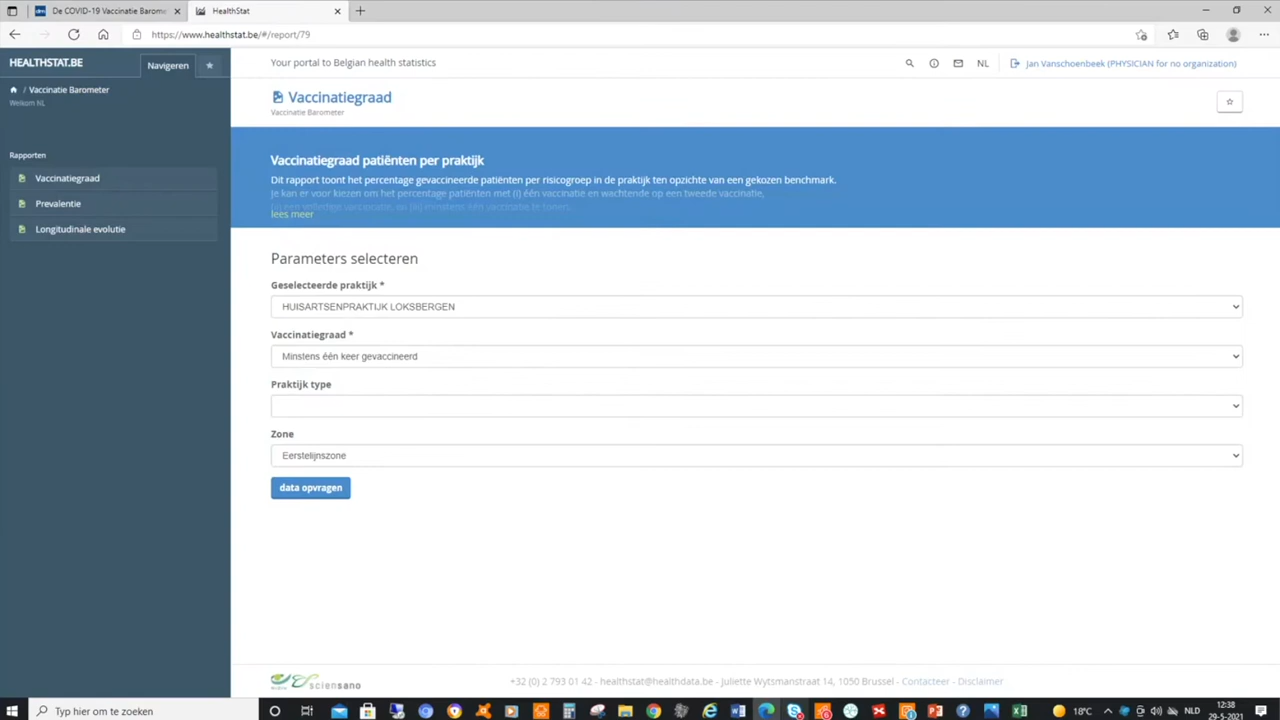 De COVID-19 Vaccinatie Barome
HealthStat
https://www.healthstat.be/#/report/79
HEALTHSTAT.BE
Navigeren
Your portal to Belgian health statistics
NL
Jan Vanschoenbeek (PHYSICIAN for no organization)
/ Vaccinatie Barometer
Welkom NL
Vaccinatiegraad
Vaccinatie Barometer
Rapporten
Vaccinatiegraad
Prevalentie
Longitudinale evolutie
Vaccinatiegraad patiënten per praktijk
Dit rapport toont het percentage gevaccineerde patiënten per risicogroep in de praktijk ten opzichte van een gekozen benchmark.
Je kan er voor kiezen om het percentage patiënten met (i) één vaccinatie en wachtende op een tweede vaccinatie,
lees meer
Parameters selecteren
Geselecteerde praktijk *
HUISARTSENPRAKTIJK LOKSBERGEN
Vaccinatiegraad *
Minstens één keer gevaccineerd
Praktijk type
Zone
Eerstelijnszone
data opvragen
sciensano
+32 (0) 2 793 01 42 - healthstat@healthdata.be - Juliette Wytsmanstraat 14, 1050 Brussel - Contacteer - Disclaimer
Typ hier om te zoeken
18°C
NLD
12:38
29-5-2021